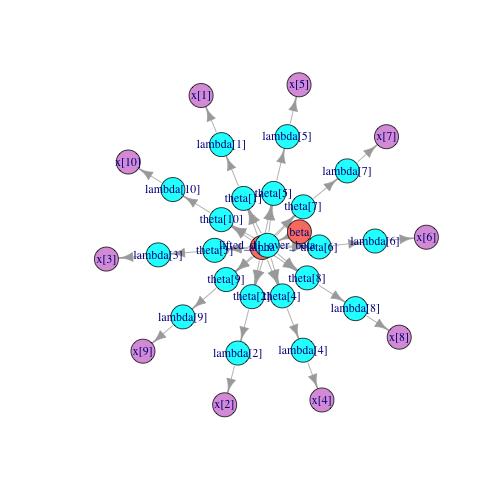 x[5]
x[1]
x[7]
lambda[5]
lambda[1]
x[10]
lambda[7]
lambda[10]
theta[5]
theta[1]
theta[7]
theta[10]
beta
x[6]
lambda[6]
theta[6]
theta[3]
lambda[3]
x[3]
theta[9]
theta[8]
theta[2]
theta[4]
lambda[8]
lambda[9]
x[8]
lambda[4]
lambda[2]
x[9]
x[4]
x[2]